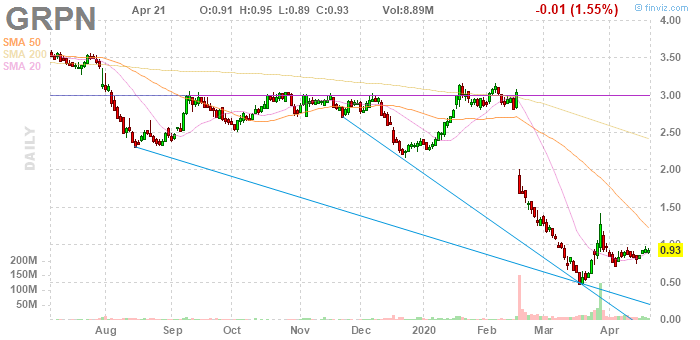 GRPN Apr 21 O:0.91 H:0.95 L:0.89 C:0.93 Vol:8.89M -0.01 (1.55%) © finviz.com
SMA 50
SMA 200
SMA 20
DAILY
4.00
3.50
3.00
2.50
2.00
1.50
1.00
0.93
0.50
0.00
200M
150M
100M
50M
Aug Sep Oct Nov Dec 2020 Feb Mar Apr